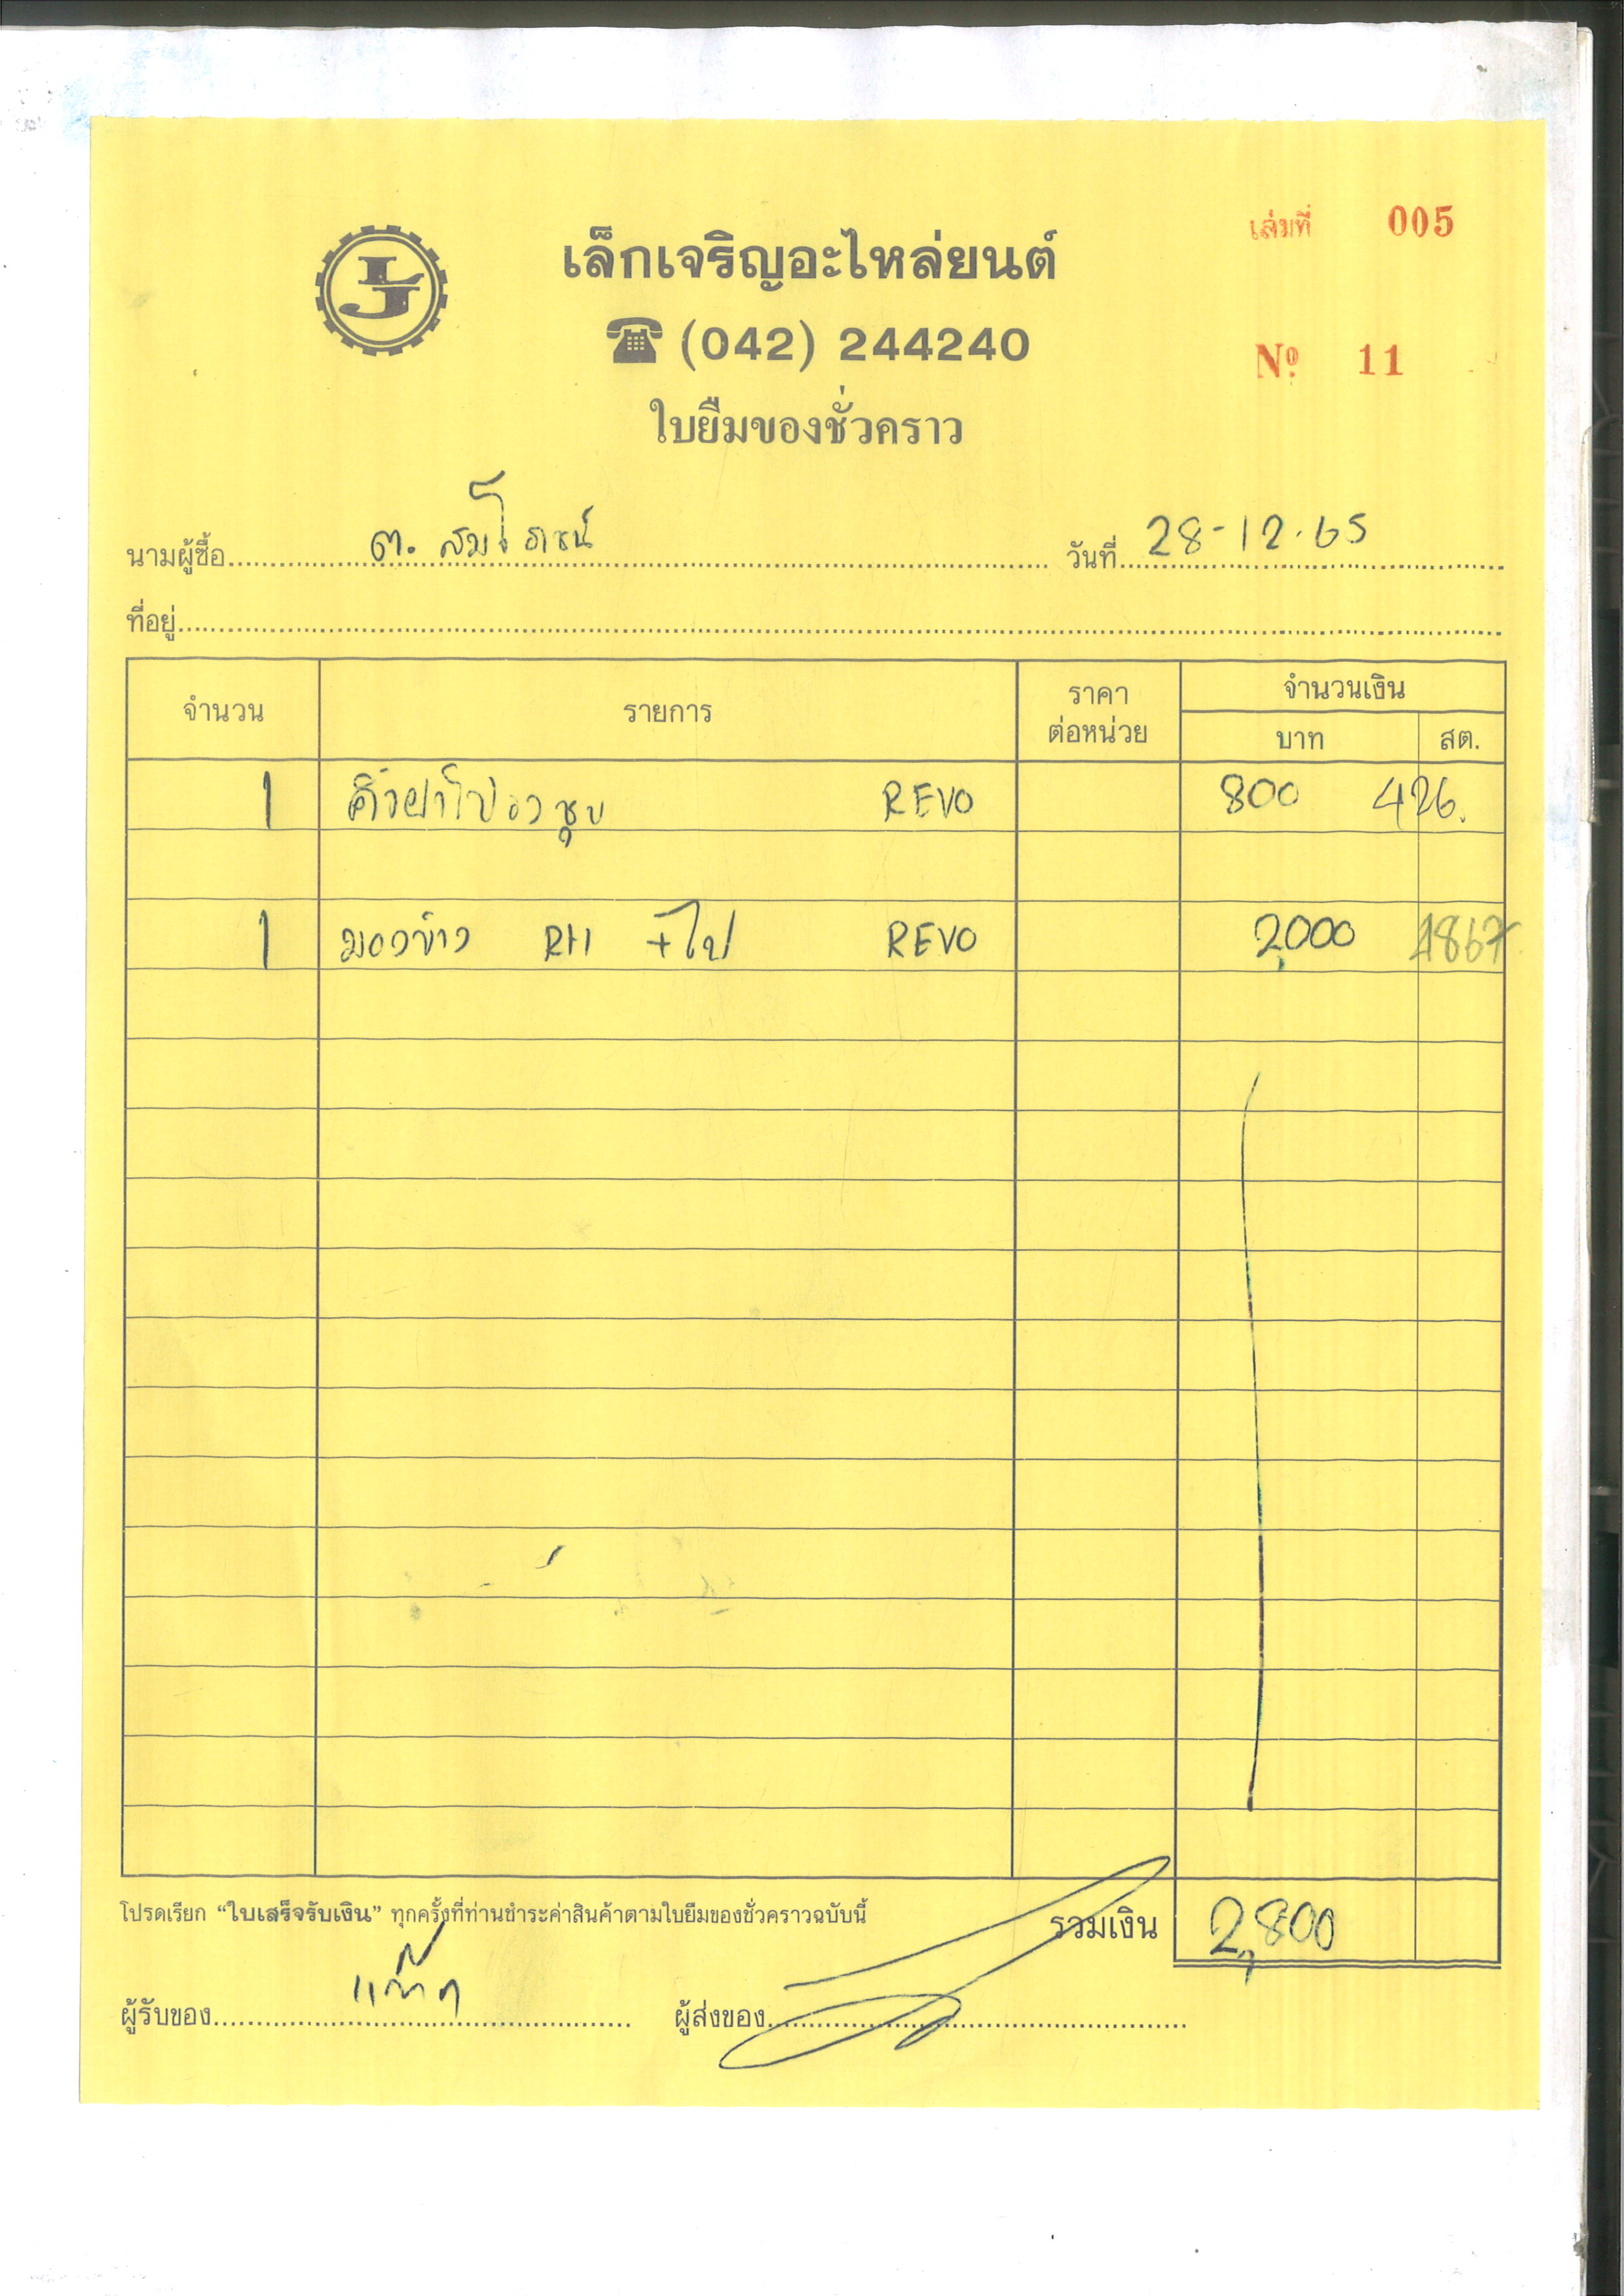 LJ
เล็กเจริญอะไหล่ยนต์
เล่มที่ 005
(042) 244240
Nº 11
ใบยืมของชั่วคราว
นามผู้ซื้อ ต. สมโภชน์ วันที่ 28-12.65
ที่อยู่
จำนวน รายการ ราคาต่อหน่วย จำนวนเงิน
บาท สต.
1 คิ้วฝาโปรงชุบ REVO 800 426.
1 มองข้าง RH +ไฟ REVO 2,000 1867
โปรดเรียก "ใบเสร็จรับเงิน" ทุกครั้งที่ท่านชำระค่าสินค้าตามใบยืมของชั่วคราวฉบับนี้ รวมเงิน 2,800
ผู้รับของ ผู้ส่งของ